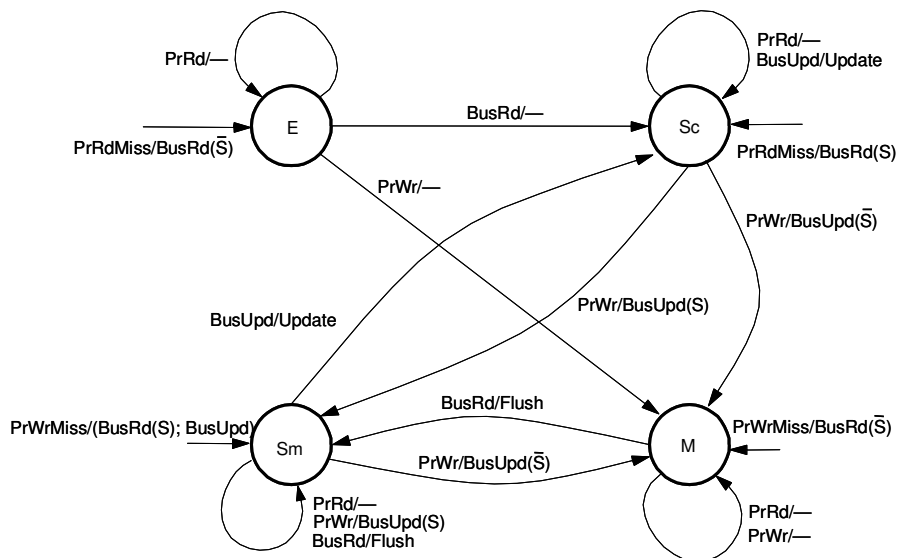 PrRd/—
PrRd/—
BusUpd/Update
BusRd/—
E
Sc
PrRdMiss/BusRd(S̄)
PrRdMiss/BusRd(S)
PrWr/—
PrWr/BusUpd(S̄)
BusUpd/Update
PrWr/BusUpd(S)
BusRd/Flush
PrWrMiss/(BusRd(S); BusUpd)
PrWrMiss/BusRd(S̄)
Sm
M
PrWr/BusUpd(S̄)
PrRd/—
PrWr/BusUpd(S)
BusRd/Flush
PrRd/—
PrWr/—